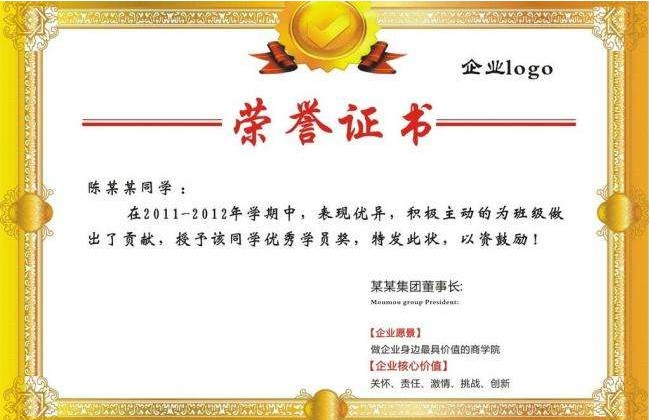 企业logo
荣誉证书
陈某某同学：
在2011-2012年学期中，表现优异，积极主动的为班级做
出了贡献，授予该同学优秀学员奖，特发此状，以资鼓励！
某某集团董事长:
Moumou group President:
【企业愿景】
做企业身边最具价值的商学院
【企业核心价值】
关怀、责任、激情、挑战、创新